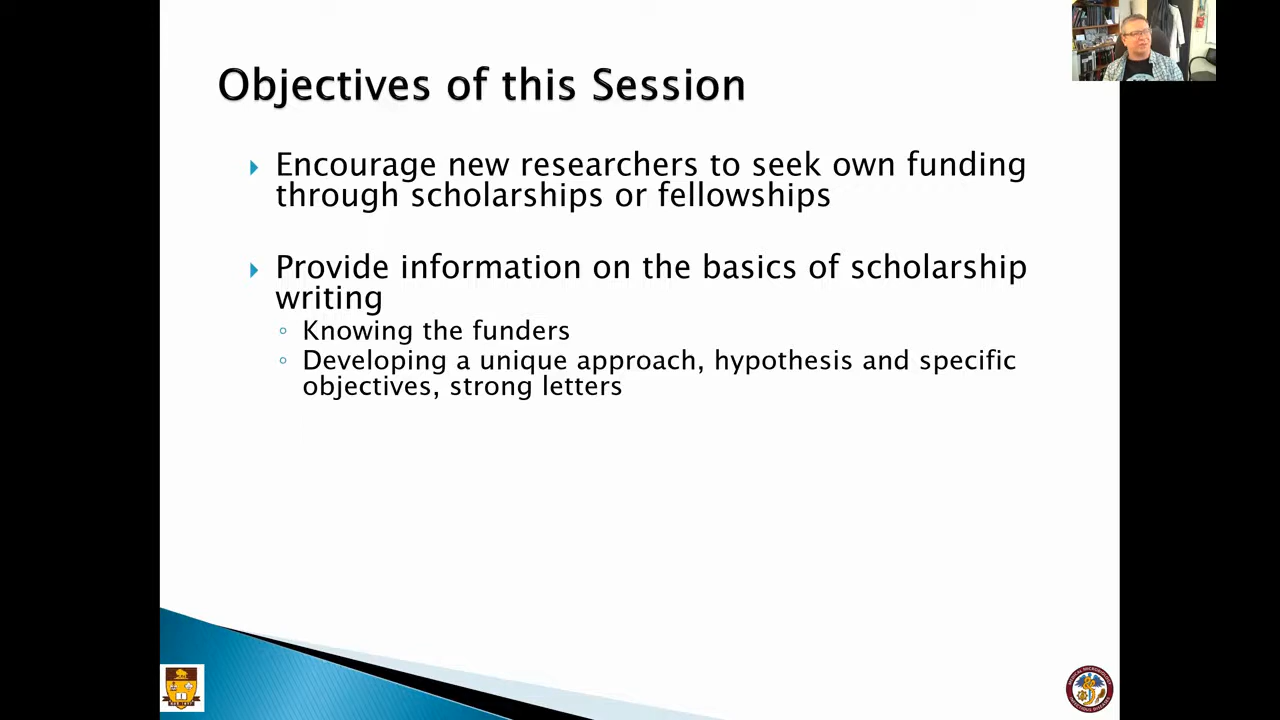 Objectives of this Session
Encourage new researchers to seek own funding
through scholarships or fellowships
Provide information on the basics of scholarship
writing
Knowing the funders
Developing a unique approach, hypothesis and specific
objectives, strong letters